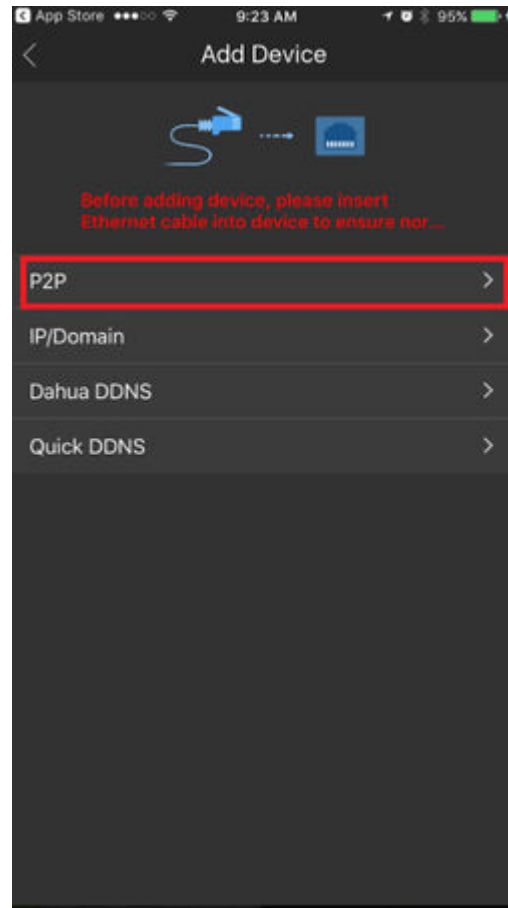 App Store 9:23 AM 95%
Add Device
Before adding device, please insert
Ethernet cable into device to ensure nor...
P2P
IP/Domain
Dahua DDNS
Quick DDNS